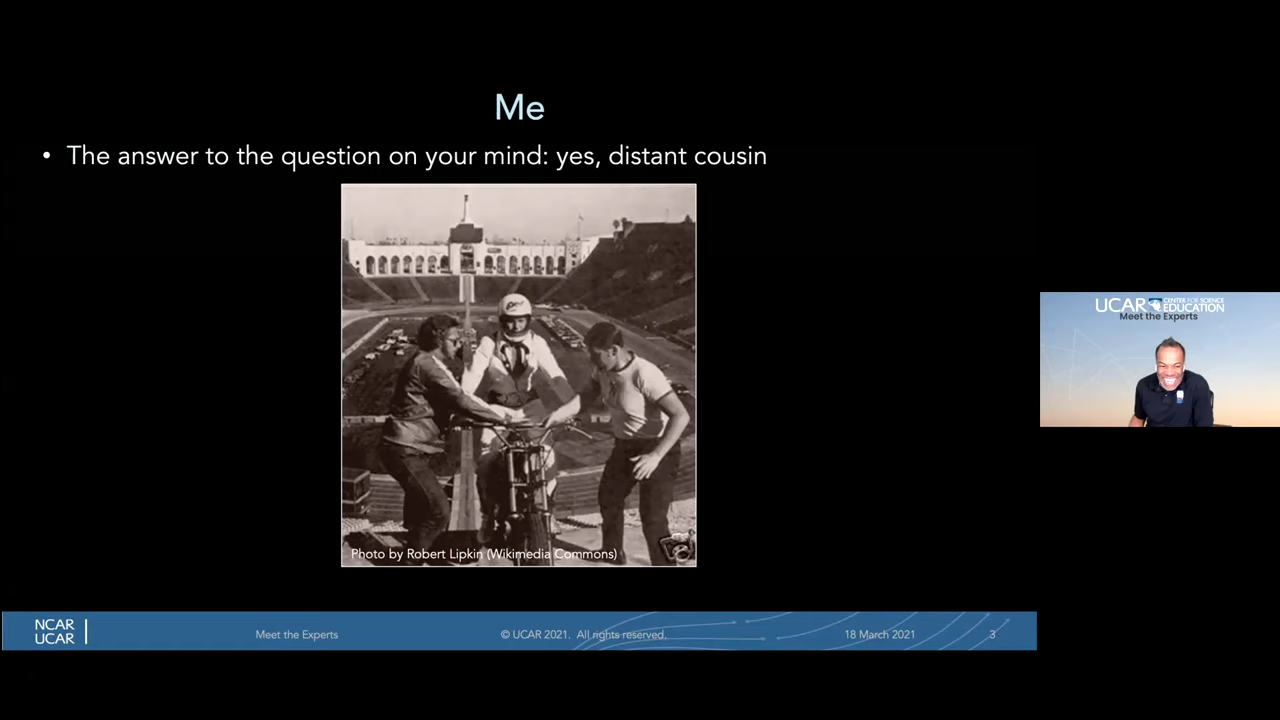 Me
• The answer to the question on your mind: yes, distant cousin
Photo by Robert Lipkin (Wikimedia Commons)
UCAR CENTER FOR SCIENCE EDUCATION
Meet the Experts
NCAR
UCAR
Meet the Experts
© UCAR 2021. All rights reserved.
18 March 2021
3